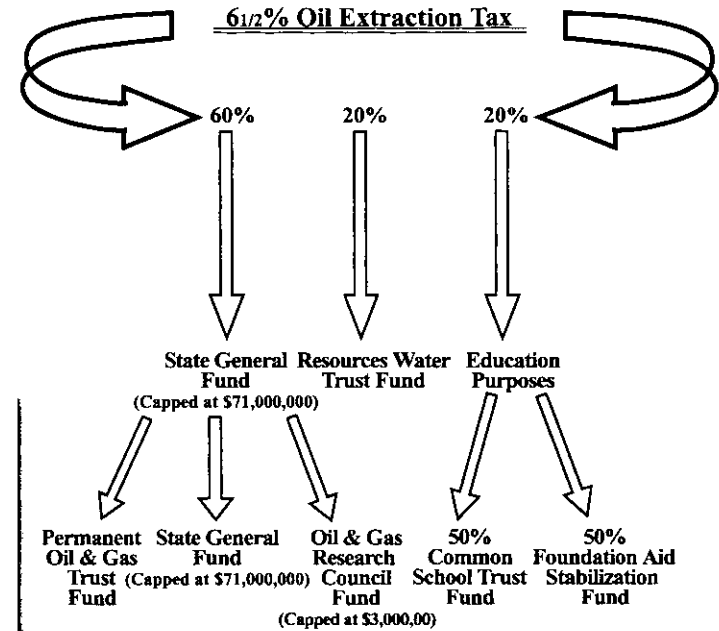 6 1/2% Oil Extraction Tax
60% 20% 20%
State General Resources Water Education
Fund Trust Fund Purposes
(Capped at $71,000,000)
Permanent State General Oil & Gas 50% 50%
Oil & Gas Fund Research Common Foundation Aid
Trust (Capped at $71,000,000) Council School Trust Stabilization
Fund Fund Fund Fund
(Capped at $3,000,00)